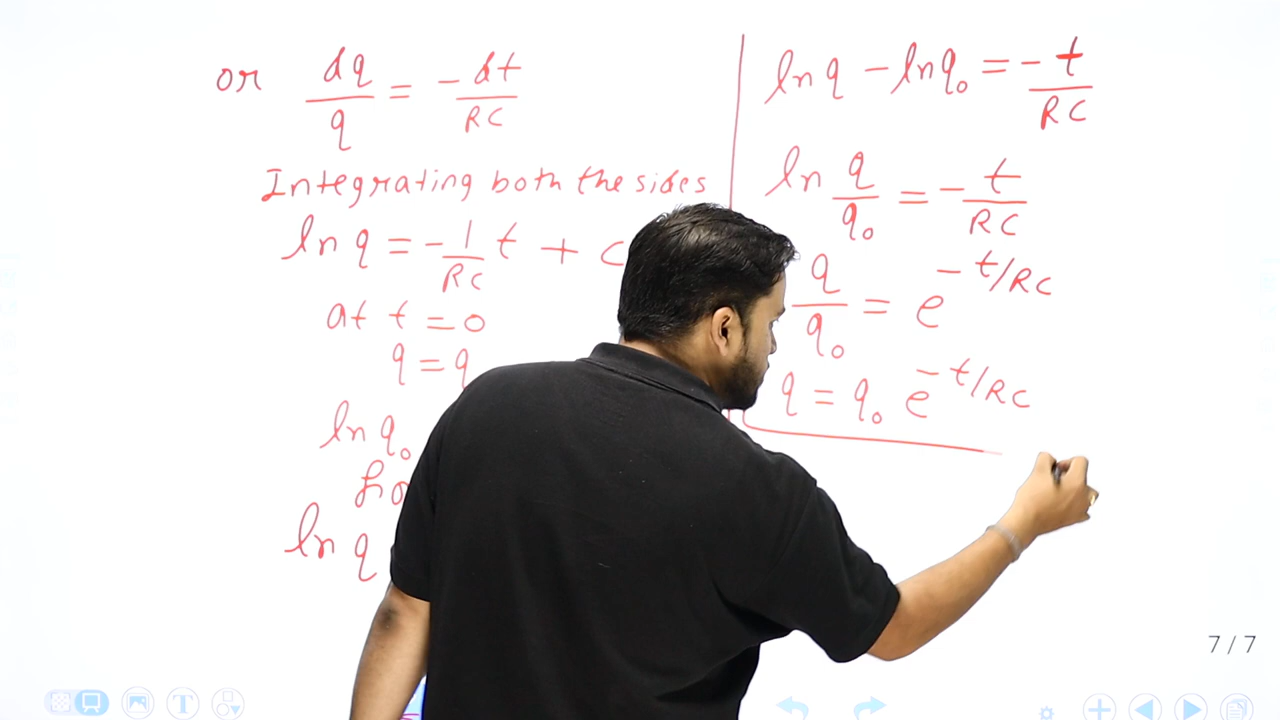 or dq/q = -dt/RC
Integrating both the sides
ln q = -1/RC t + c
at t = 0
q = q
ln q₀
ln q
ln q - ln q₀ = -t/RC
ln q/q₀ = -t/RC
q/q₀ = e^-t/RC
q = q₀ e^-t/RC
7 / 7
T